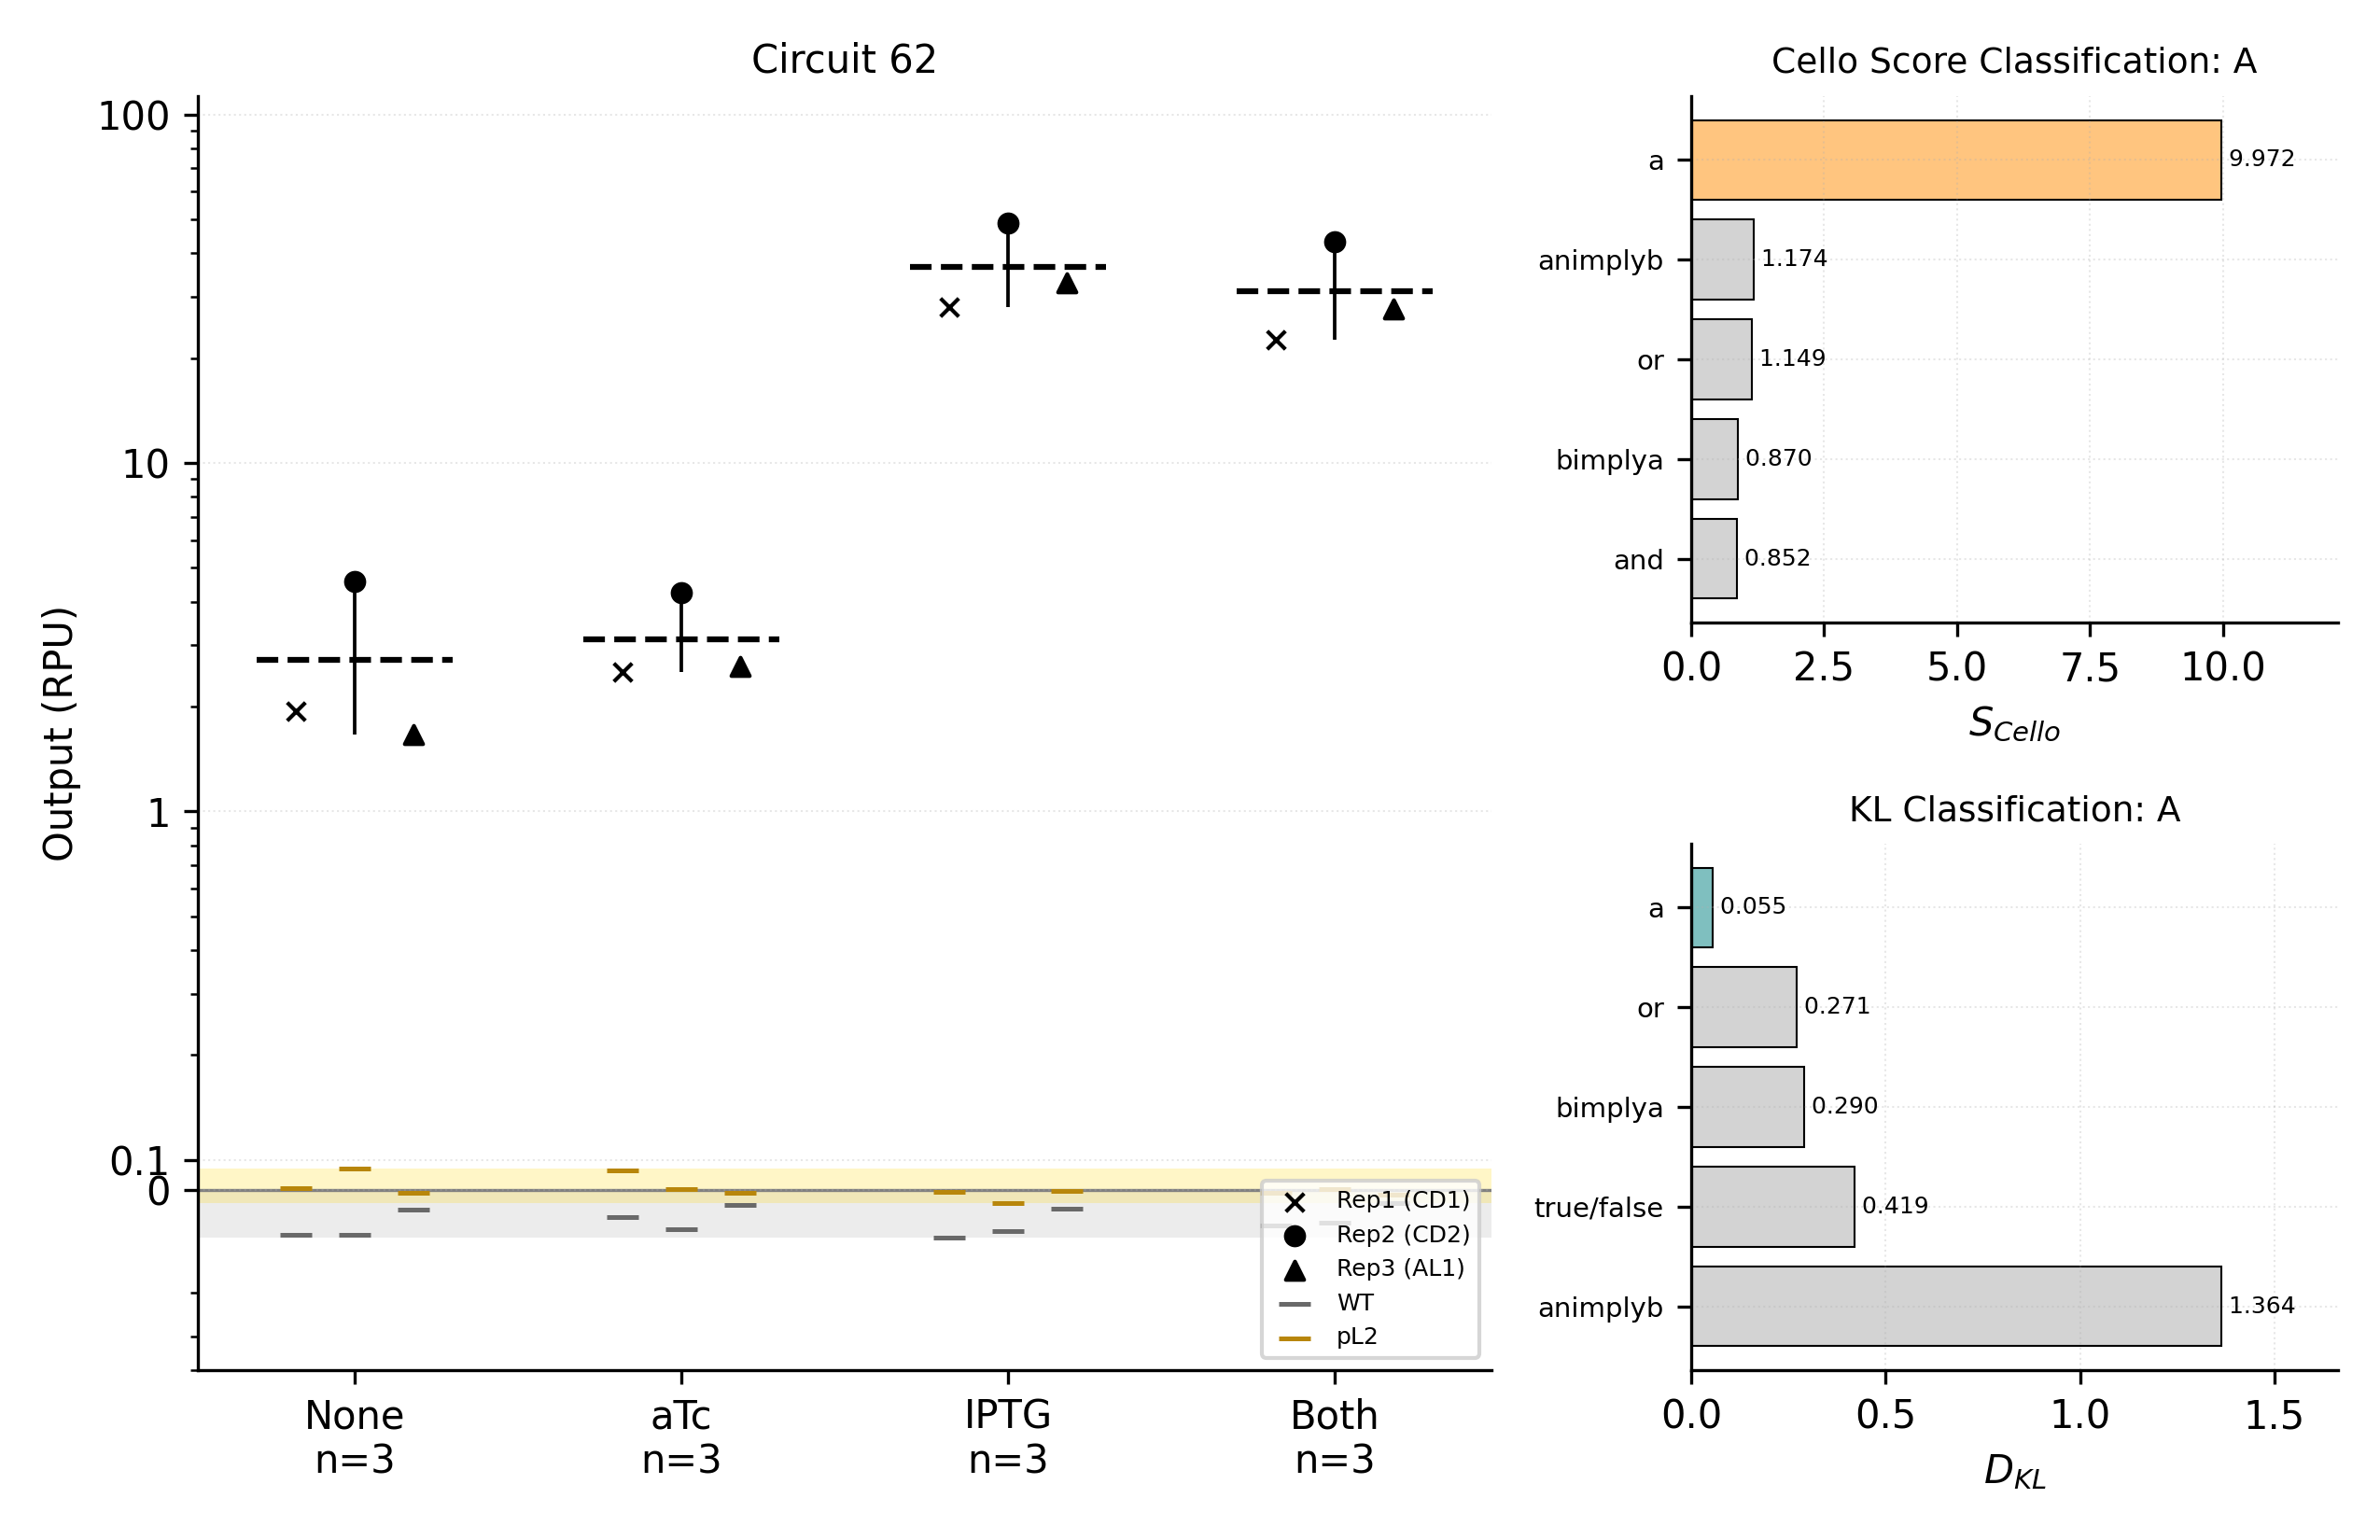 Circuit 62
Output (RPU)
100
10
1
0.1
0
None
n=3
aTc
n=3
IPTG
n=3
Both
n=3
Rep1 (CD1)
Rep2 (CD2)
Rep3 (AL1)
WT
pL2
Cello Score Classification: A
a
9.972
animplyb
1.174
or
1.149
bimplya
0.870
and
0.852
0.0 2.5 5.0 7.5 10.0
S_Cello
KL Classification: A
a
0.055
or
0.271
bimplya
0.290
true/false
0.419
animplyb
1.364
0.0 0.5 1.0 1.5
D_KL